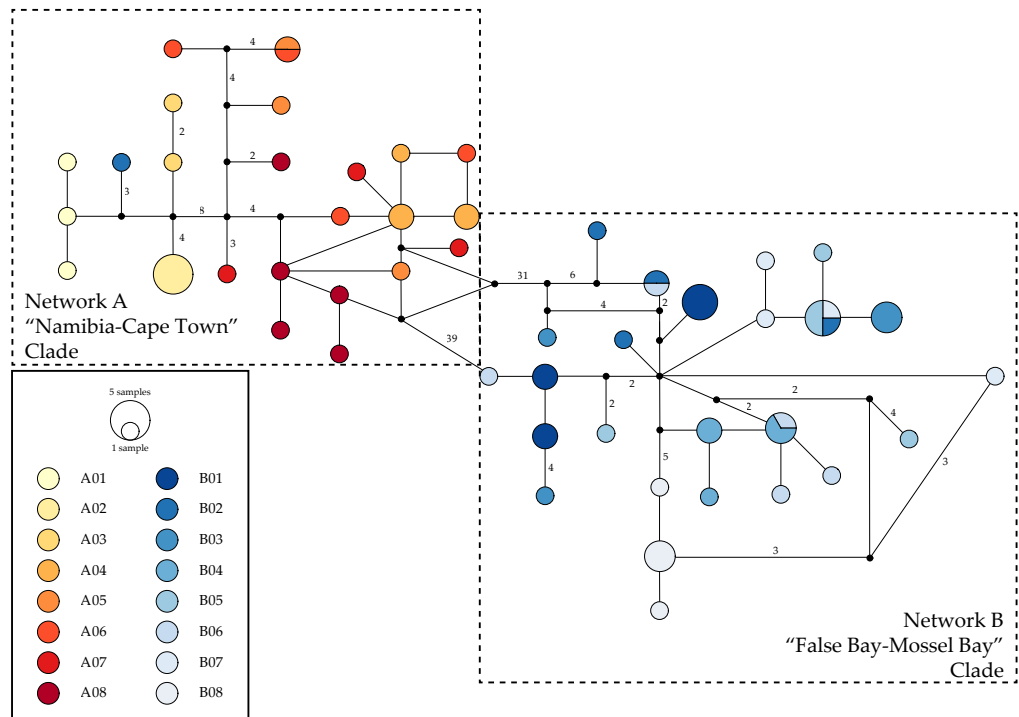 4
4
2
2
3
8
4
4
3
Network A
“Namibia-Cape Town”
Clade
31
6
4
2
39
2
2
4
2
2
4
5
3
3
Network B
“False Bay-Mossel Bay”
Clade
5 samples
1 sample
A01 B01
A02 B02
A03 B03
A04 B04
A05 B05
A06 B06
A07 B07
A08 B08